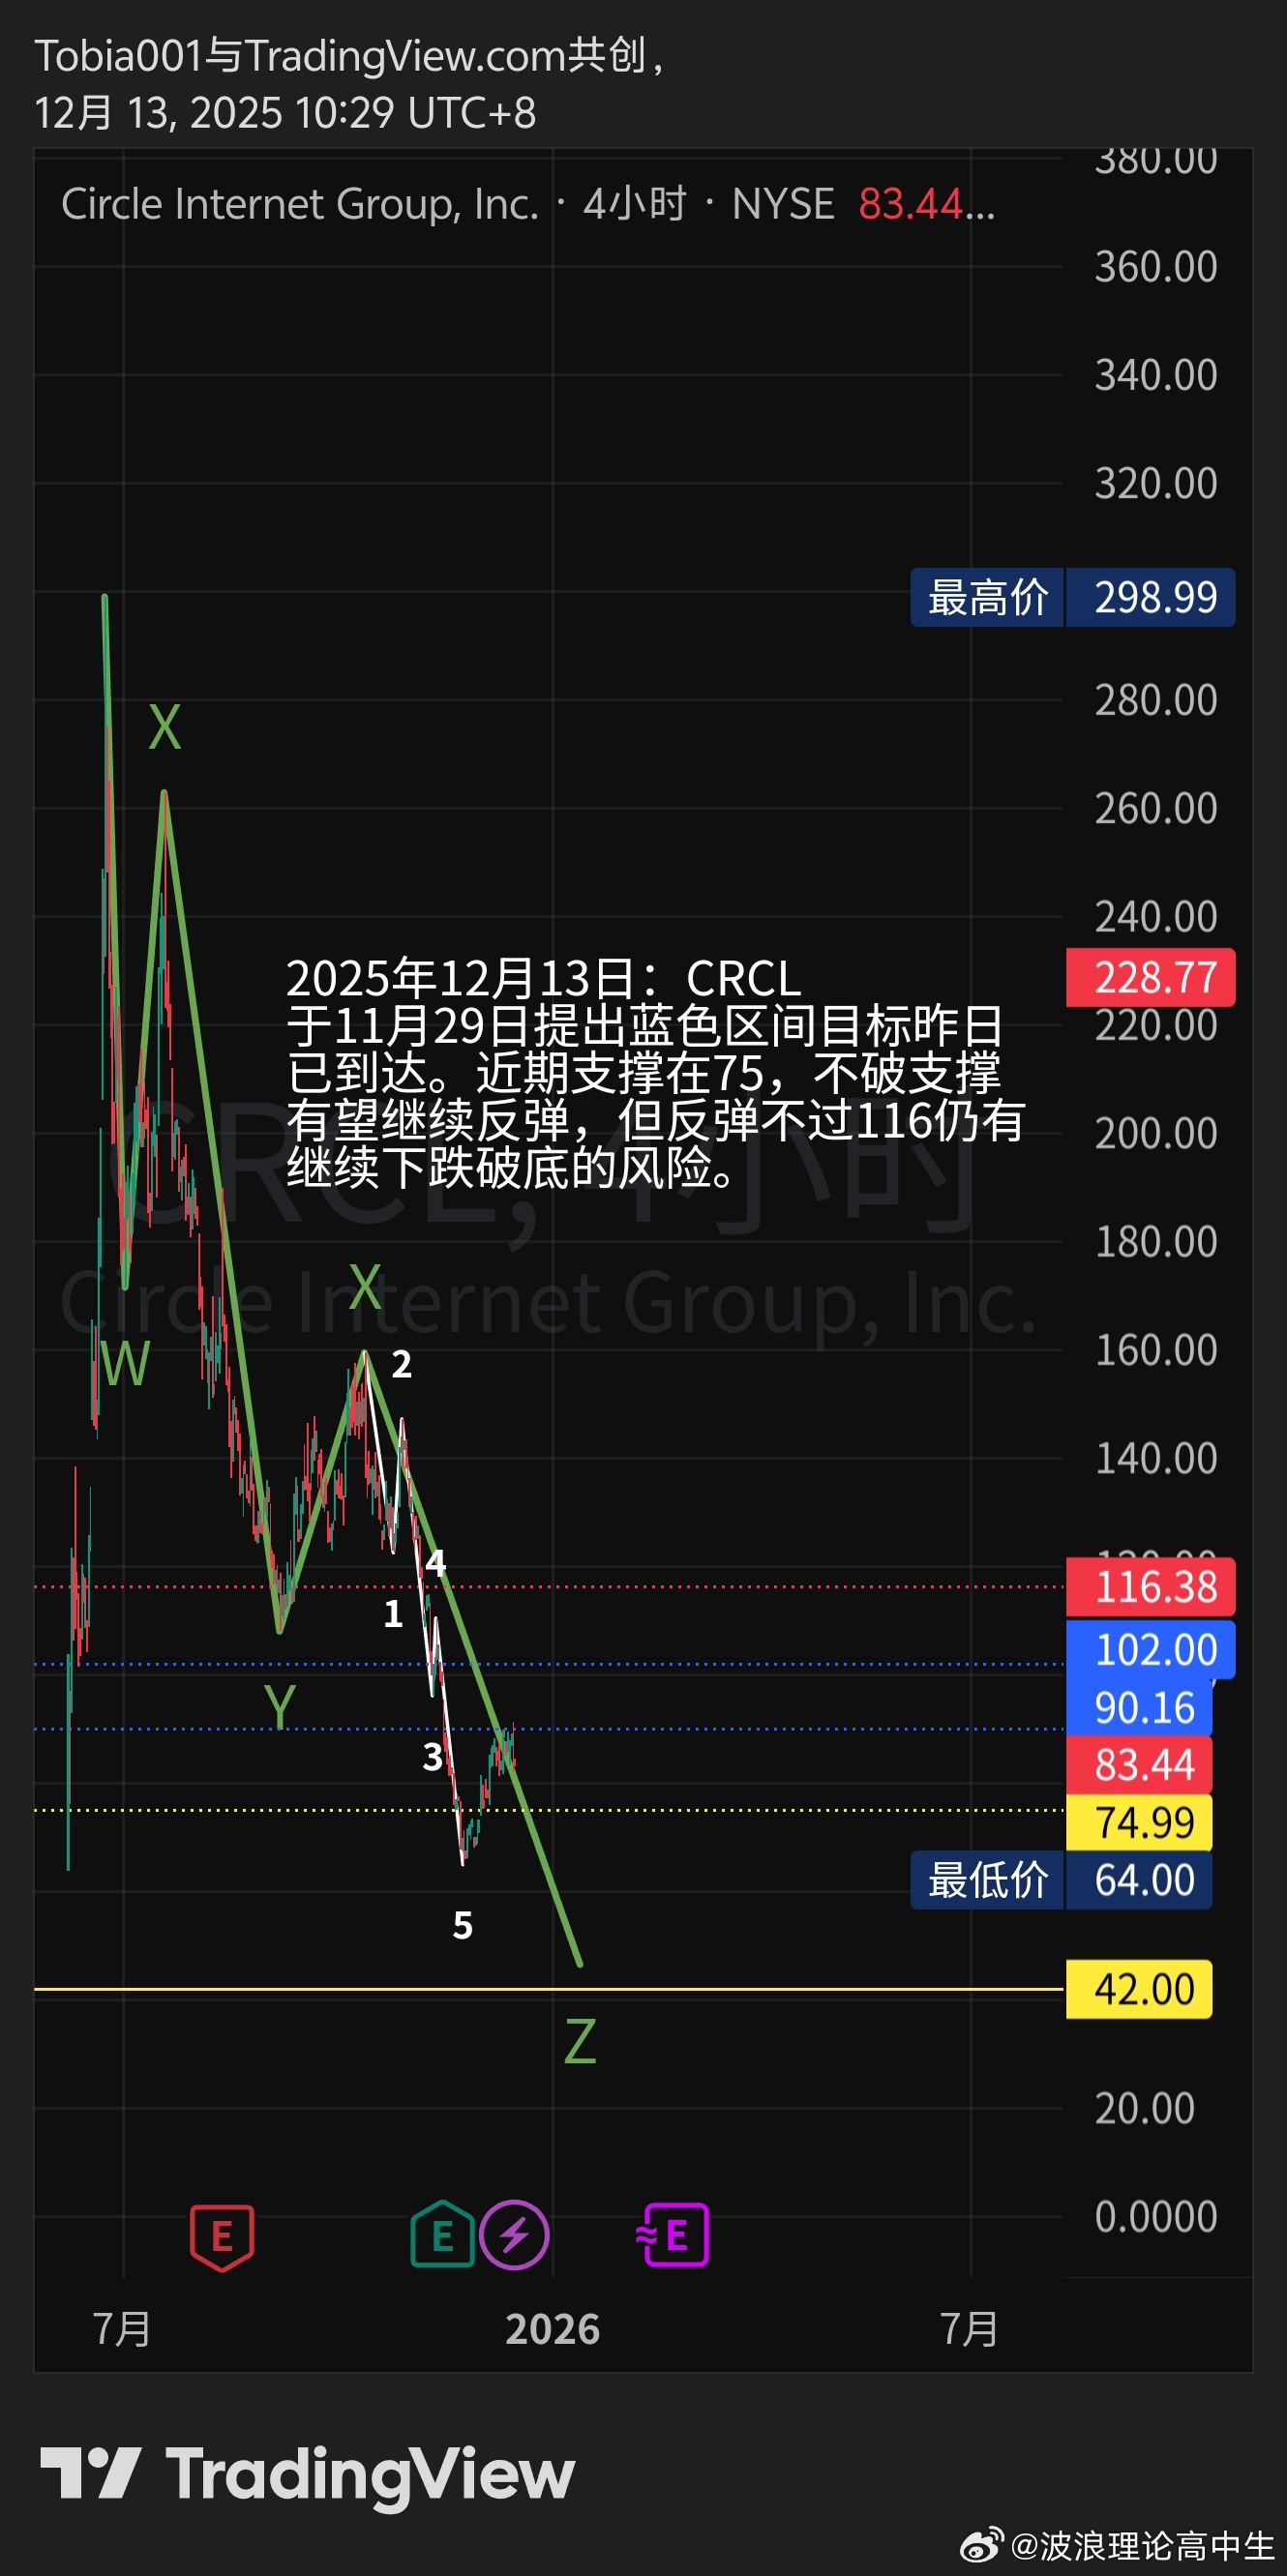 Tobia001与TradingView.com共创，
12月 13, 2025 10:29 UTC+8
380.00
Circle Internet Group, Inc. · 4小时 · NYSE 83.44...
360.00
340.00
320.00
最高价 298.99
280.00
X
260.00
240.00
2025年12月13日：CRCL
228.77
于11月29日提出蓝色区间目标昨日
220.00
已到达。近期支撑在75，不破支撑
有望继续反弹，但反弹不过116仍有
200.00
继续下跌破底的风险。
CRCL, 4小时
180.00
Circle Internet Group, Inc.
X
160.00
W
2
140.00
4
120.00
116.38
1
102.00
Y
90.16
3
83.44
74.99
最低价 64.00
5
42.00
Z
20.00
E
E
≈E
0.0000
7月
2026
7月
TradingView
@波浪理论高中生